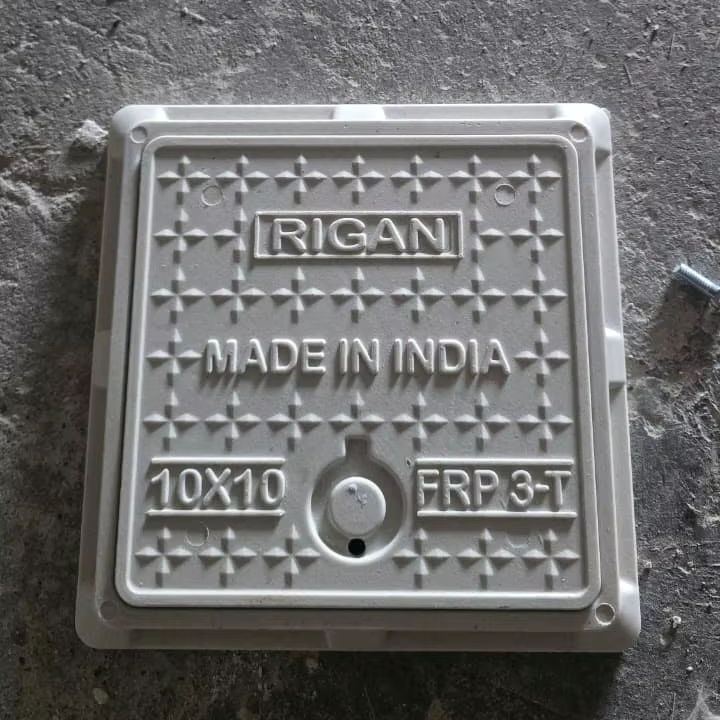 RIGAN
MADE IN INDIA
10X10
FRP 3-T